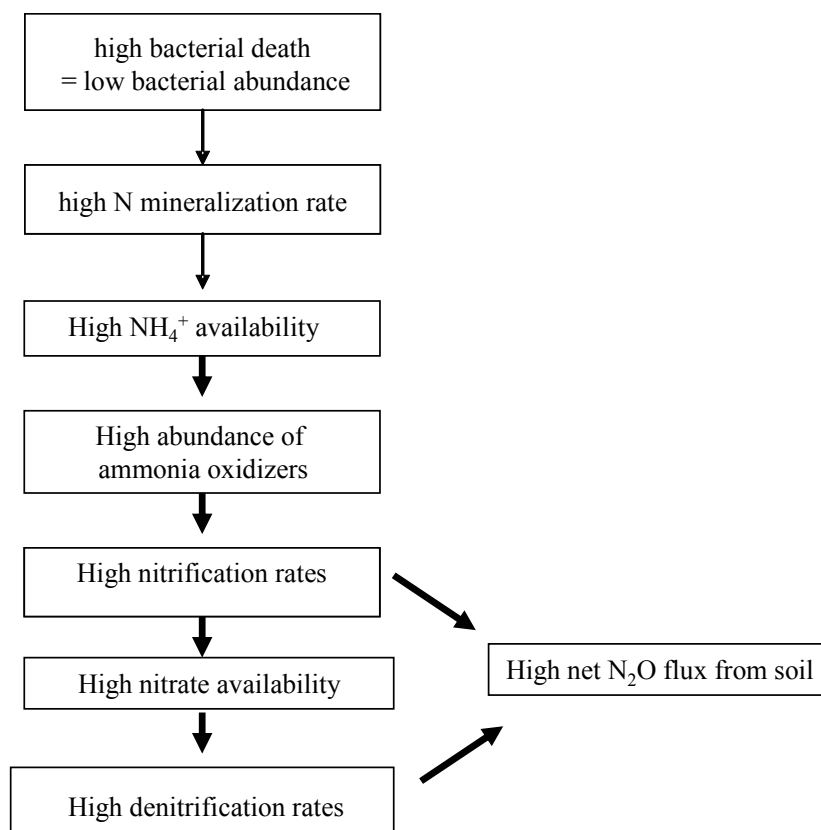 high bacterial death
= low bacterial abundance
high N mineralization rate
High NH₄⁺ availability
High abundance of
ammonia oxidizers
High nitrification rates
High nitrate availability
High net N₂O flux from soil
High denitrification rates